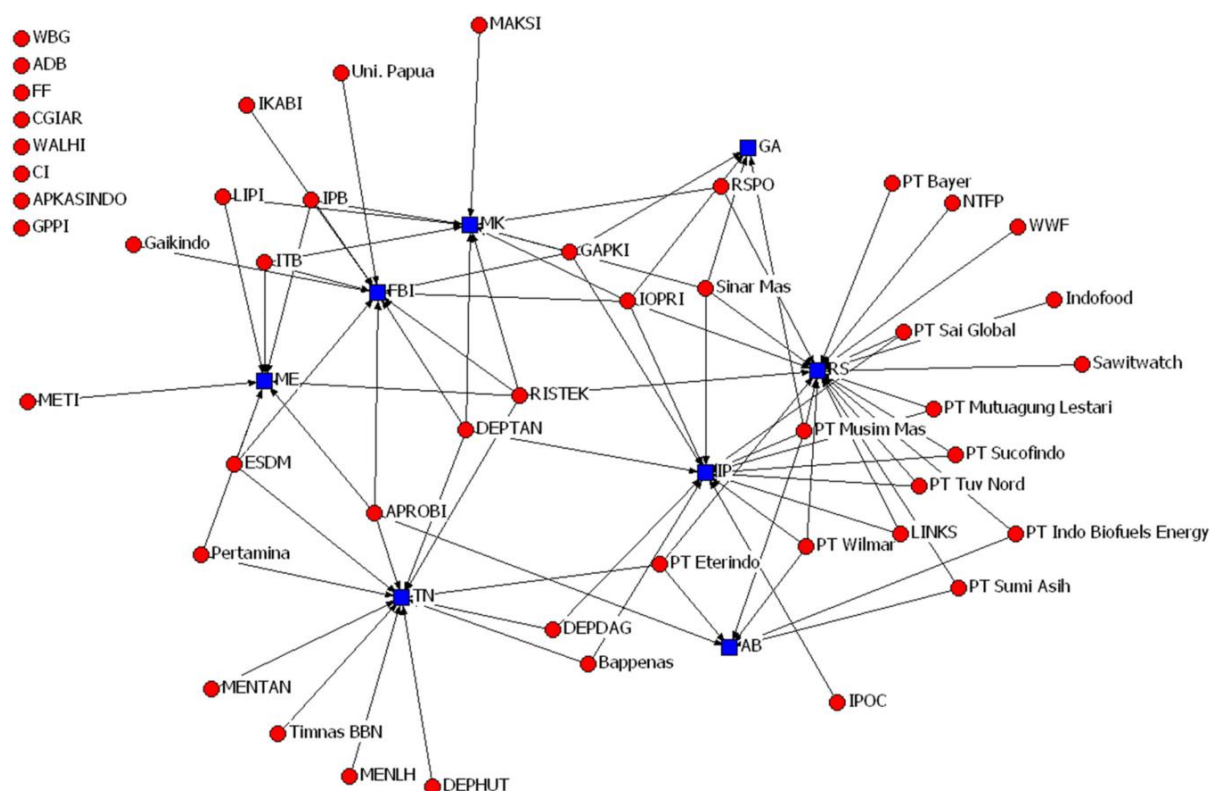 WBG
ADB
FF
CGIAR
WALHI
CI
APKASINDO
GPPI
MAKSI
Uni. Papua
IKABI
GA
LIPI
IPB
RSPO
PT Bayer
NTFP
WWF
MK
Gaikindo
GAPKI
ITB
FBI
IOPRI
Sinar Mas
Indofood
PT Sai Global
RS
Sawitwatch
ME
METI
RISTEK
PT Mutuagung Lestari
DEPTAN
PT Musim Mas
PT Sucofindo
ESDM
IIP
PT Tuv Nord
APROBI
LINKS
PT Indo Biofuels Energy
Pertamina
PT Wilmar
PT Eterindo
PT Sumi Asih
TN
DEPDAG
AB
Bappenas
MENTAN
IPOC
Timnas BBN
MENLH
DEPHUT